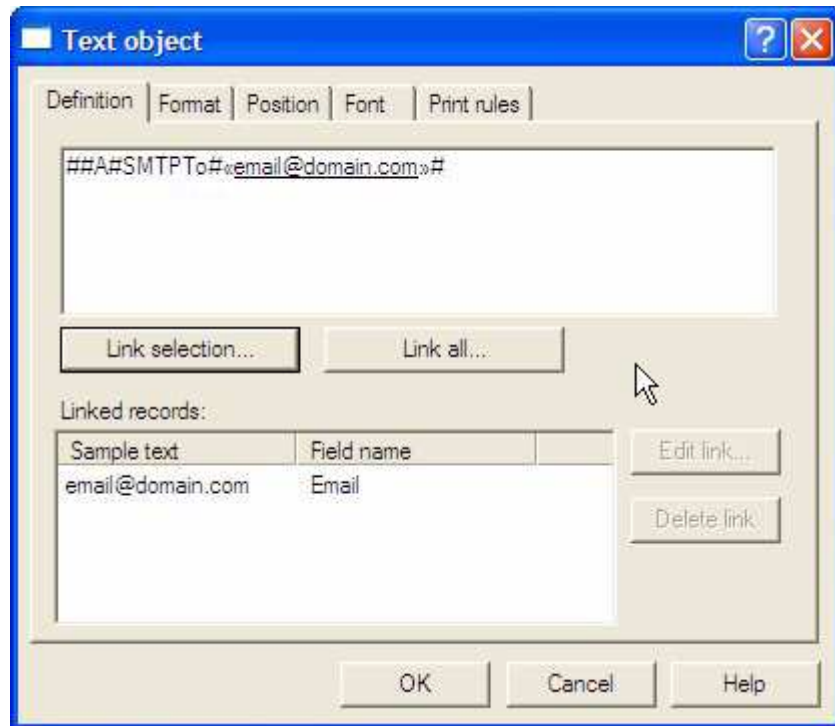 Text object
Definition Format Position Font Print rules
##A#SMTPTo#«email@domain.com»#
Link selection... Link all...
Linked records:
Sample text Field name
email@domain.com Email
Edit link...
Delete link
OK Cancel Help